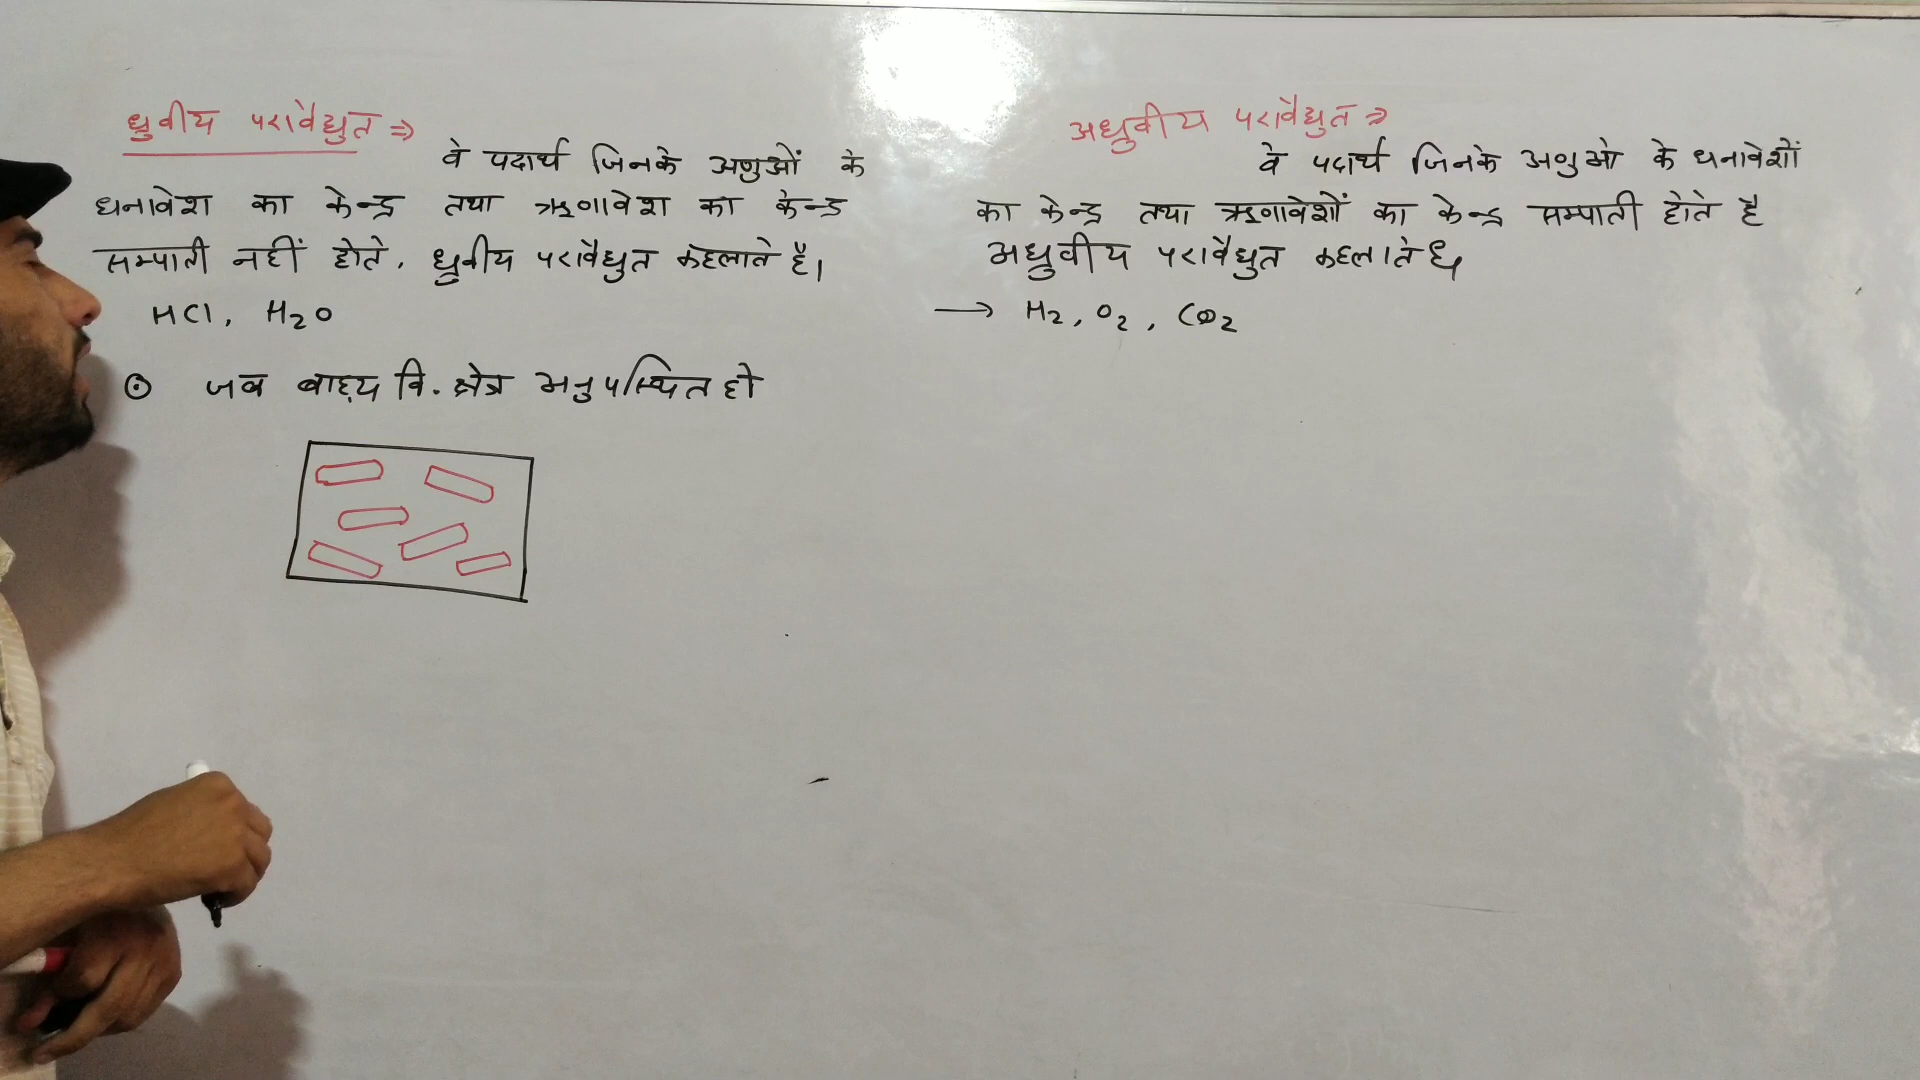 ध्रुवीय परावैद्युत ⇒
वे पदार्थ जिनके अणुओं के
धनावेश का केन्द्र तथा ऋणावेश का केन्द्र
सम्पाती नहीं होते, ध्रुवीय परावैद्युत कहलाते है।
HCl, H₂O
⊙ जब बाह्य वि. क्षेत्र अनुपस्थित हो
अध्रुवीय परावैद्युत ⇒
वे पदार्थ जिनके अणुओ के धनावेशों
का केन्द्र तथा ऋणावेशों का केन्द्र सम्पाती होते है
अध्रुवीय परावैद्युत कहलाते है।
→ H₂, O₂, CO₂